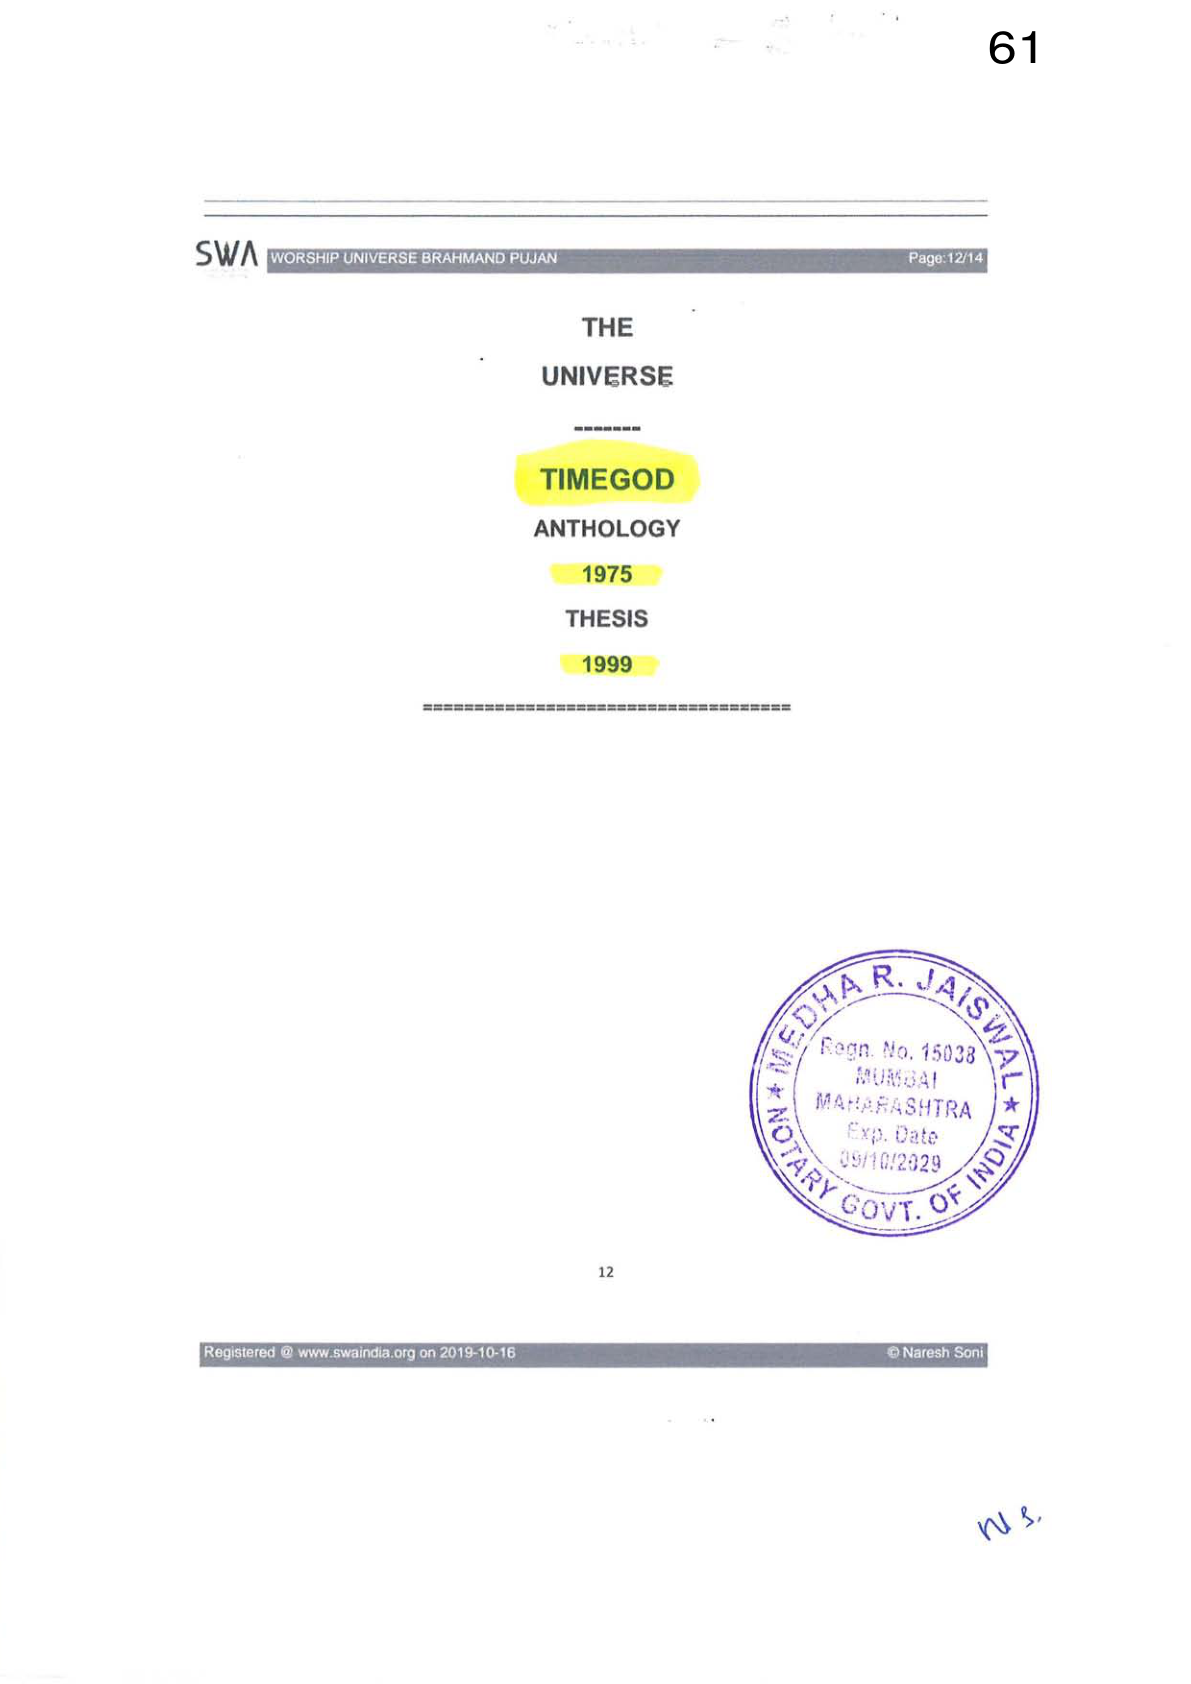 61
SWA WORSHIP UNIVERSE BRAHMAND PUJAN Page:12/14
THE
UNIVERSE
-------
TIMEGOD
ANTHOLOGY
1975
THESIS
1999
====================================
★ MEDHA R. JAISWAL ★
Regn. No. 15038
MUMBAI
MAHARASHTRA
Exp. Date
09/10/2029
NOTARY GOVT. OF INDIA
12
Registered @ www.swaindia.org on 2019-10-16 © Naresh Soni
N S.